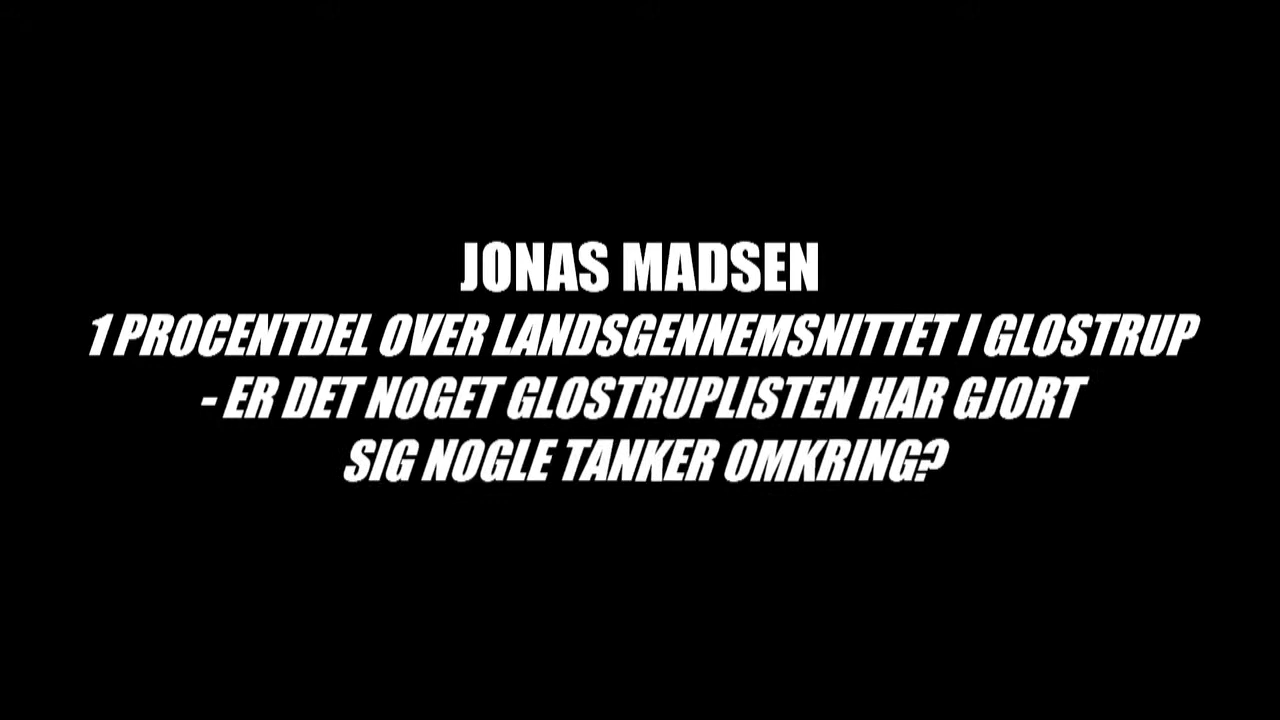 JONAS MADSEN
1 PROCENTDEL OVER LANDSGENNEMSNITTET I GLOSTRUP
- ER DET NOGET GLOSTRUPLISTEN HAR GJORT
SIG NOGLE TANKER OMKRING?